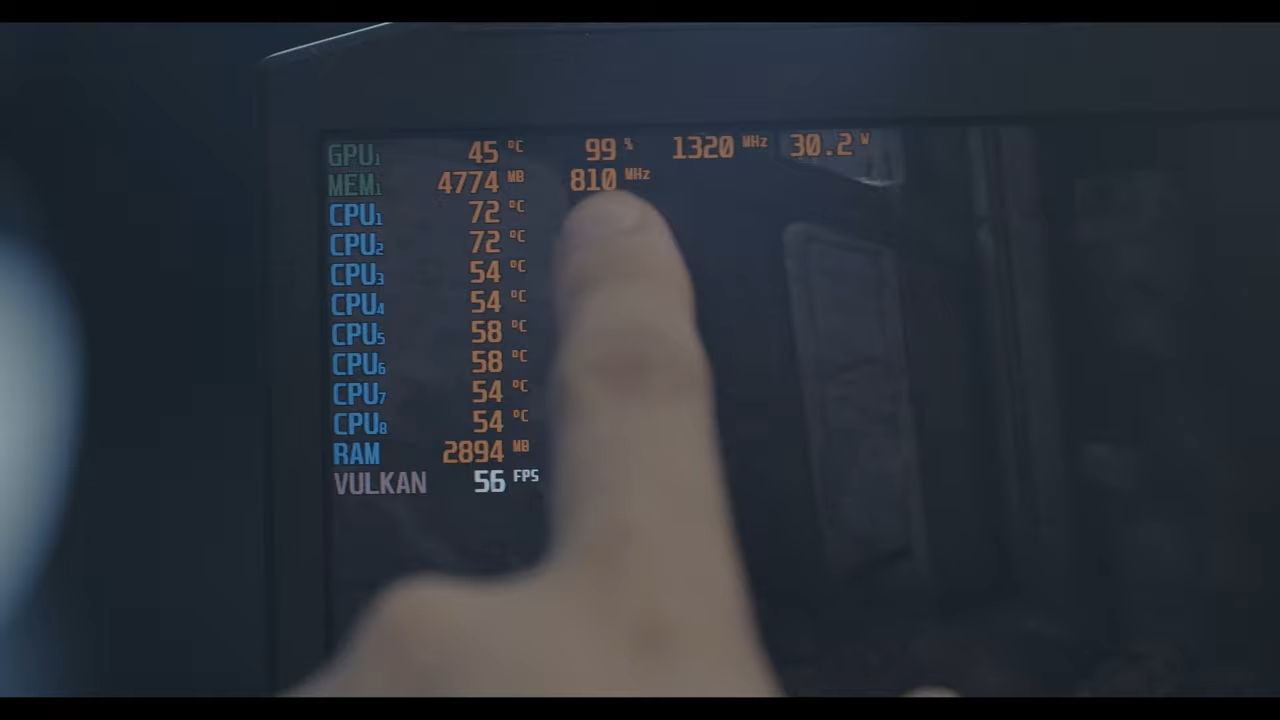 GPU1 45 °C 99 % 1320 MHz 30.2 W
MEM1 4774 MB 810 MHz
CPU1 72 °C
CPU2 72 °C
CPU3 54 °C
CPU4 54 °C
CPU5 58 °C
CPU6 58 °C
CPU7 54 °C
CPU8 54 °C
RAM 2894 MB
VULKAN 56 FPS